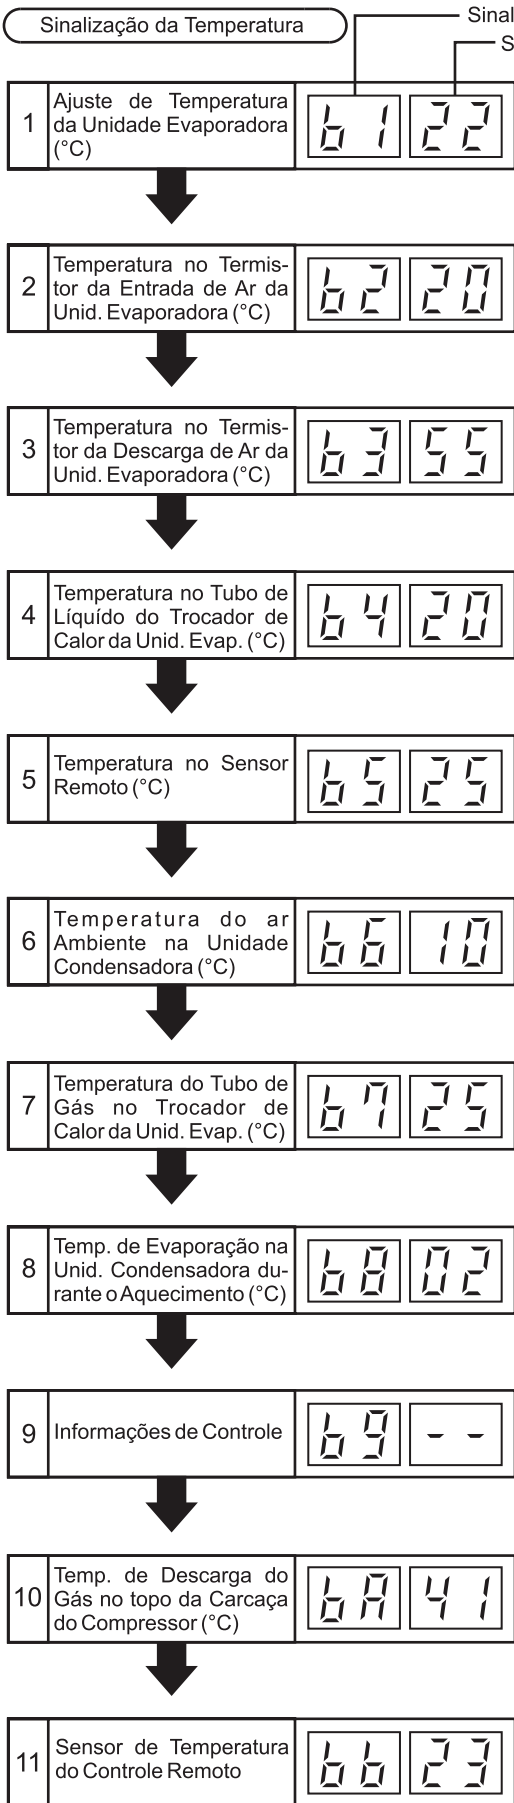 Sinalização da Temperatura
Sinal
S
1
Ajuste de Temperatura
da Unidade Evaporadora
(°C)
b1 22
2
Temperatura no Termis-
tor da Entrada de Ar da
Unid. Evaporadora (°C)
b2 20
3
Temperatura no Termis-
tor da Descarga de Ar da
Unid. Evaporadora (°C)
b3 55
4
Temperatura no Tubo de
Líquído do Trocador de
Calor da Unid. Evap. (°C)
b4 20
5
Temperatura no Sensor
Remoto (°C)
b5 25
6
Temperatura do ar
Ambiente na Unidade
Condensadora (°C)
b6 10
7
Temperatura do Tubo de
Gás no Trocador de
Calor da Unid. Evap. (°C)
b7 25
8
Temp. de Evaporação na
Unid. Condensadora du-
rante o Aquecimento (°C)
b8 02
9
Informações de Controle
b9 --
10
Temp. de Descarga do
Gás no topo da Carcaça
do Compressor (°C)
bA 41
11
Sensor de Temperatura
do Controle Remoto
bb 23